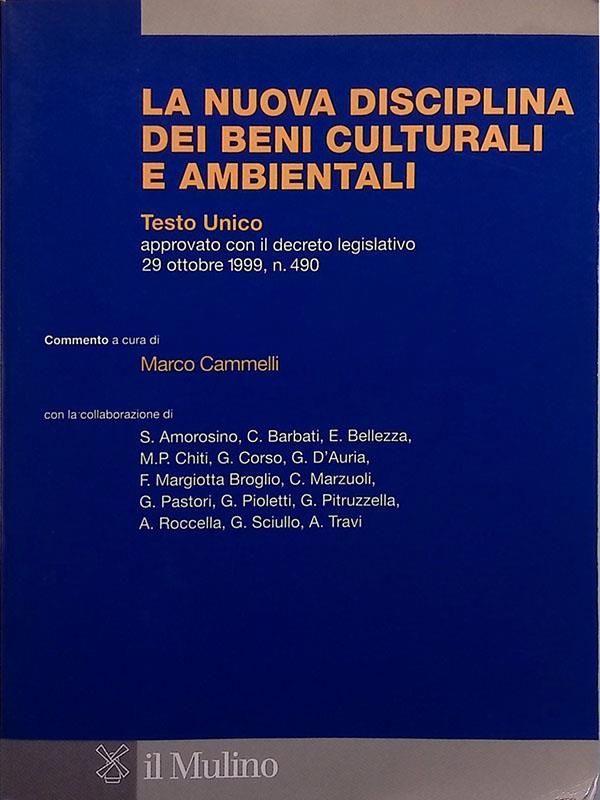 LA NUOVA DISCIPLINA
DEI BENI CULTURALI
E AMBIENTALI
Testo Unico
approvato con il decreto legislativo
29 ottobre 1999, n. 490
Commento a cura di
Marco Cammelli
con la collaborazione di
S. Amorosino, C. Barbati, E. Bellezza,
M.P. Chiti, G. Corso, G. D'Auria,
F. Margiotta Broglio, C. Marzuoli,
G. Pastori, G. Pioletti, G. Pitruzzella,
A. Roccella, G. Sciullo, A. Travi
il Mulino